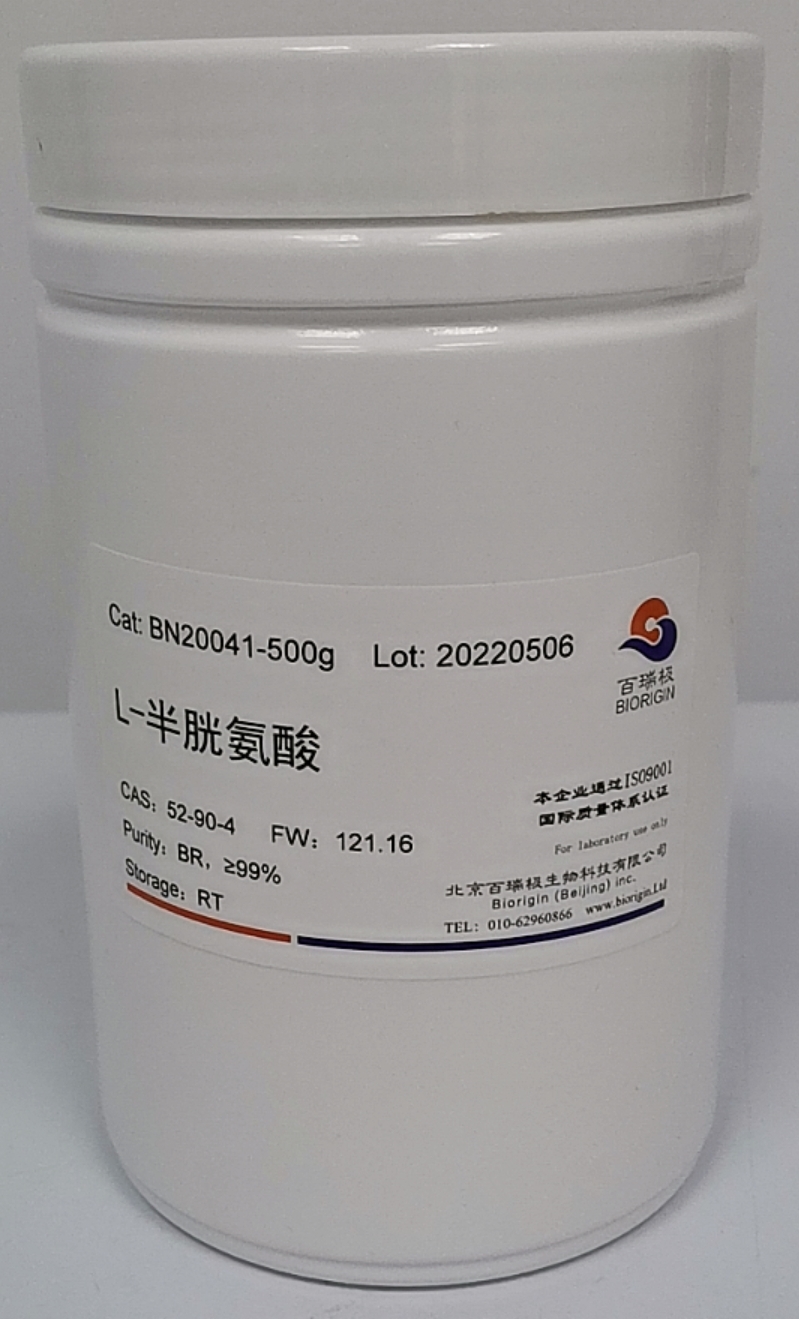 Cat: BN20041-500g Lot: 20220506
百瑞极
BIORIGIN
L-半胱氨酸
CAS：52-90-4 FW：121.16
Purity：BR，≥99%
Storage：RT
本企业通过ISO9001
国际质量体系认证
For laboratory use only
北京百瑞极生物科技有限公司
Biorigin (Beijing) inc.
TEL：010-62960866 www.biorigin.Ltd